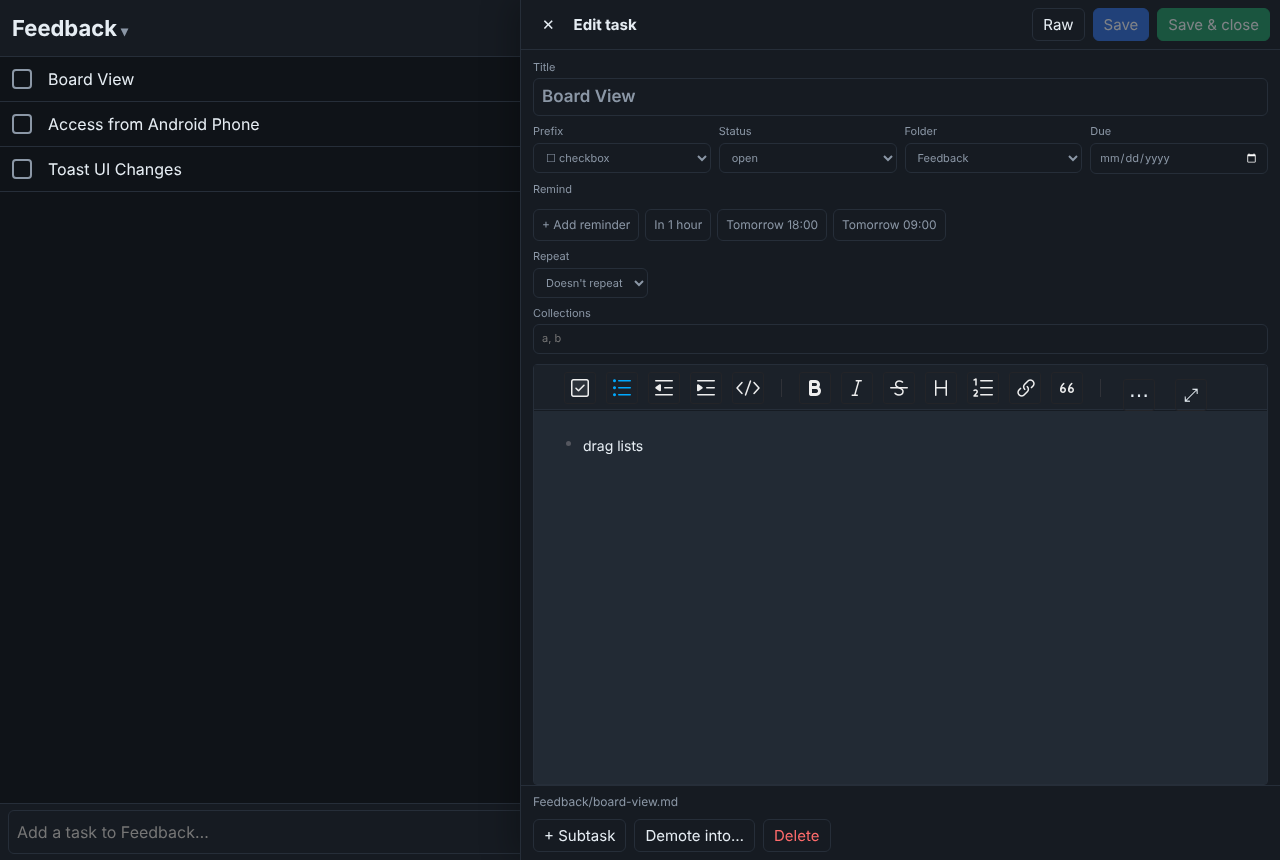 Feedback ▾
Board View
Access from Android Phone
Toast UI Changes
Add a task to Feedback...
✕ Edit task Raw Save Save & close
Title
Board View
Prefix Status Folder Due
☐ checkbox open Feedback mm/dd/yyyy
Remind
+ Add reminder In 1 hour Tomorrow 18:00 Tomorrow 09:00
Repeat
Doesn't repeat
Collections
a, b
drag lists
Feedback/board-view.md
+ Subtask Demote into... Delete